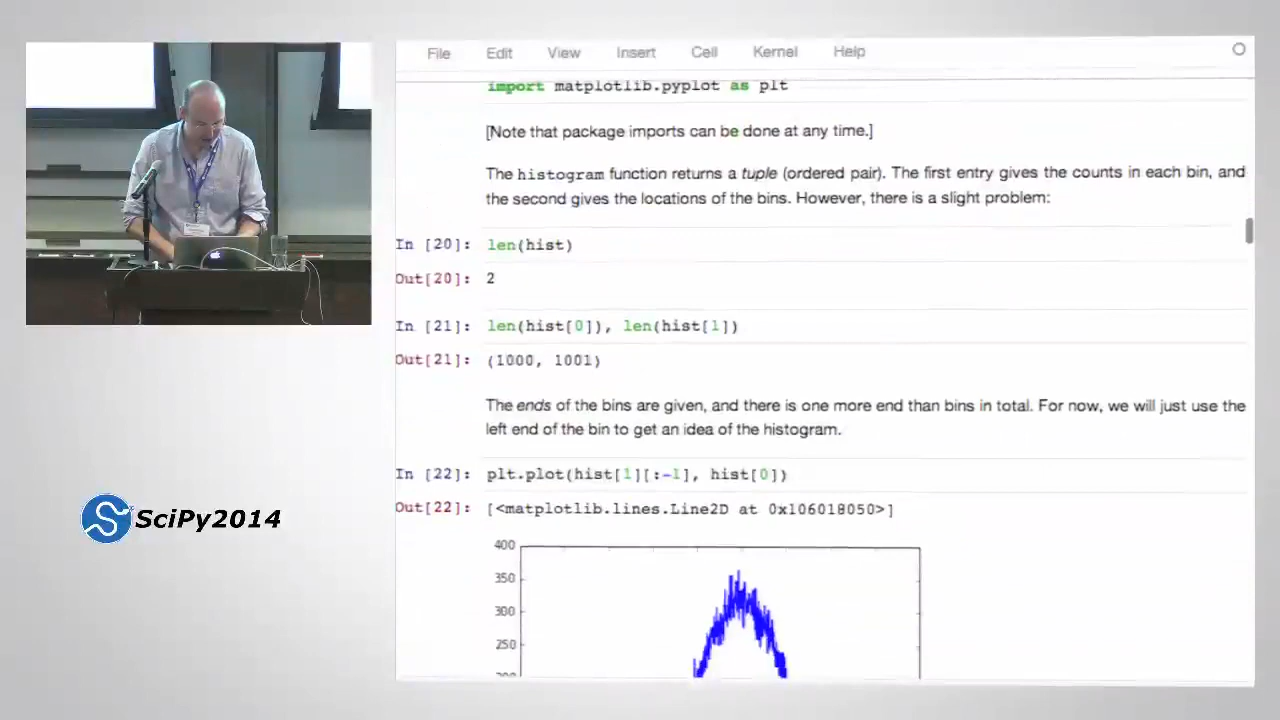 File Edit View Insert Cell Kernel Help
import matplotlib.pyplot as plt
[Note that package imports can be done at any time.]
The histogram function returns a tuple (ordered pair). The first entry gives the counts in each bin, and
the second gives the locations of the bins. However, there is a slight problem:
In [20]: len(hist)
Out[20]: 2
In [21]: len(hist[0]), len(hist[1])
Out[21]: (1000, 1001)
The ends of the bins are given, and there is one more end than bins in total. For now, we will just use the
left end of the bin to get an idea of the histogram.
In [22]: plt.plot(hist[1][:-1], hist[0])
Out[22]: [<matplotlib.lines.Line2D at 0x106018050>]
400
350
300
250
SciPy2014